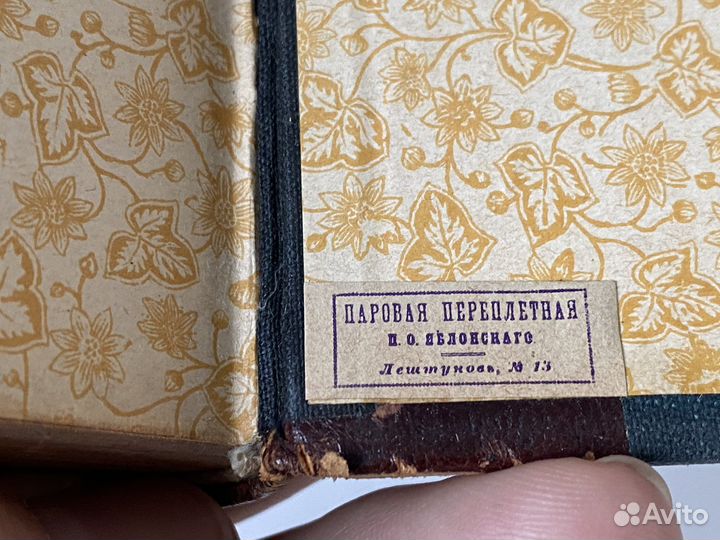 ПАРОВАЯ ПЕРЕПЛЕТНАЯ
П. О. ЯБЛОНСКАГО.
Лештуковъ, № 13
Avito